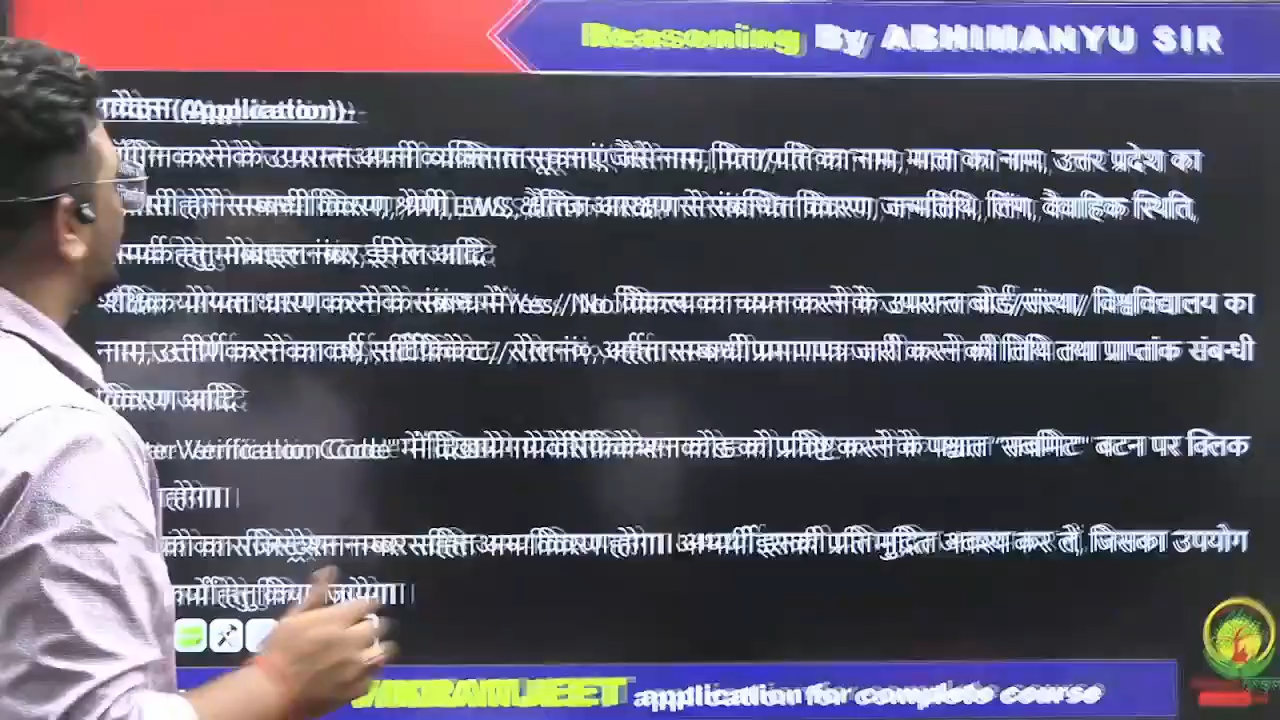 Reasoning By ABHIMANYU SIR
(Application)-
करने के उपरान्त अपनी व्यक्तिगत सूचनाएं जैसे नाम, पिता/पति का नाम, माता का नाम, उत्तर प्रदेश का
होने सम्बन्धी विवरण, श्रेणी, EWS, क्षैतिज आरक्षण से संबंधित विवरण, जन्मतिथि, लिंग, वैवाहिक स्थिति,
हेतु मोबाइल नंबर, ईमेल आदि
शैक्षिक योग्यता धारण करने के संबन्ध में Yes/No विकल्प का चयन करने के उपरान्त बोर्ड/संस्था/ विश्वविद्यालय का
नाम, उत्तीर्ण करने का वर्ष, सर्टिफिकेट/रोल नं०, अर्हता सम्बन्धी प्रमाणपत्र जारी करने की तिथि तथा प्राप्तांक संबन्धी
विवरण आदि
Verification Code" में दिखाये गये वेरिफिकेशन कोड की प्रविष्टि करने के पश्चात "सबमिट" बटन पर क्लिक
होगा।
का रजिस्ट्रेशन नम्बर सहित अन्य विवरण होंगे। अभ्यर्थी इसकी प्रति मुद्रित अवश्य कर लें, जिसका उपयोग
हेतु किया जायेगा।
VIKRAMJEET application for complete course